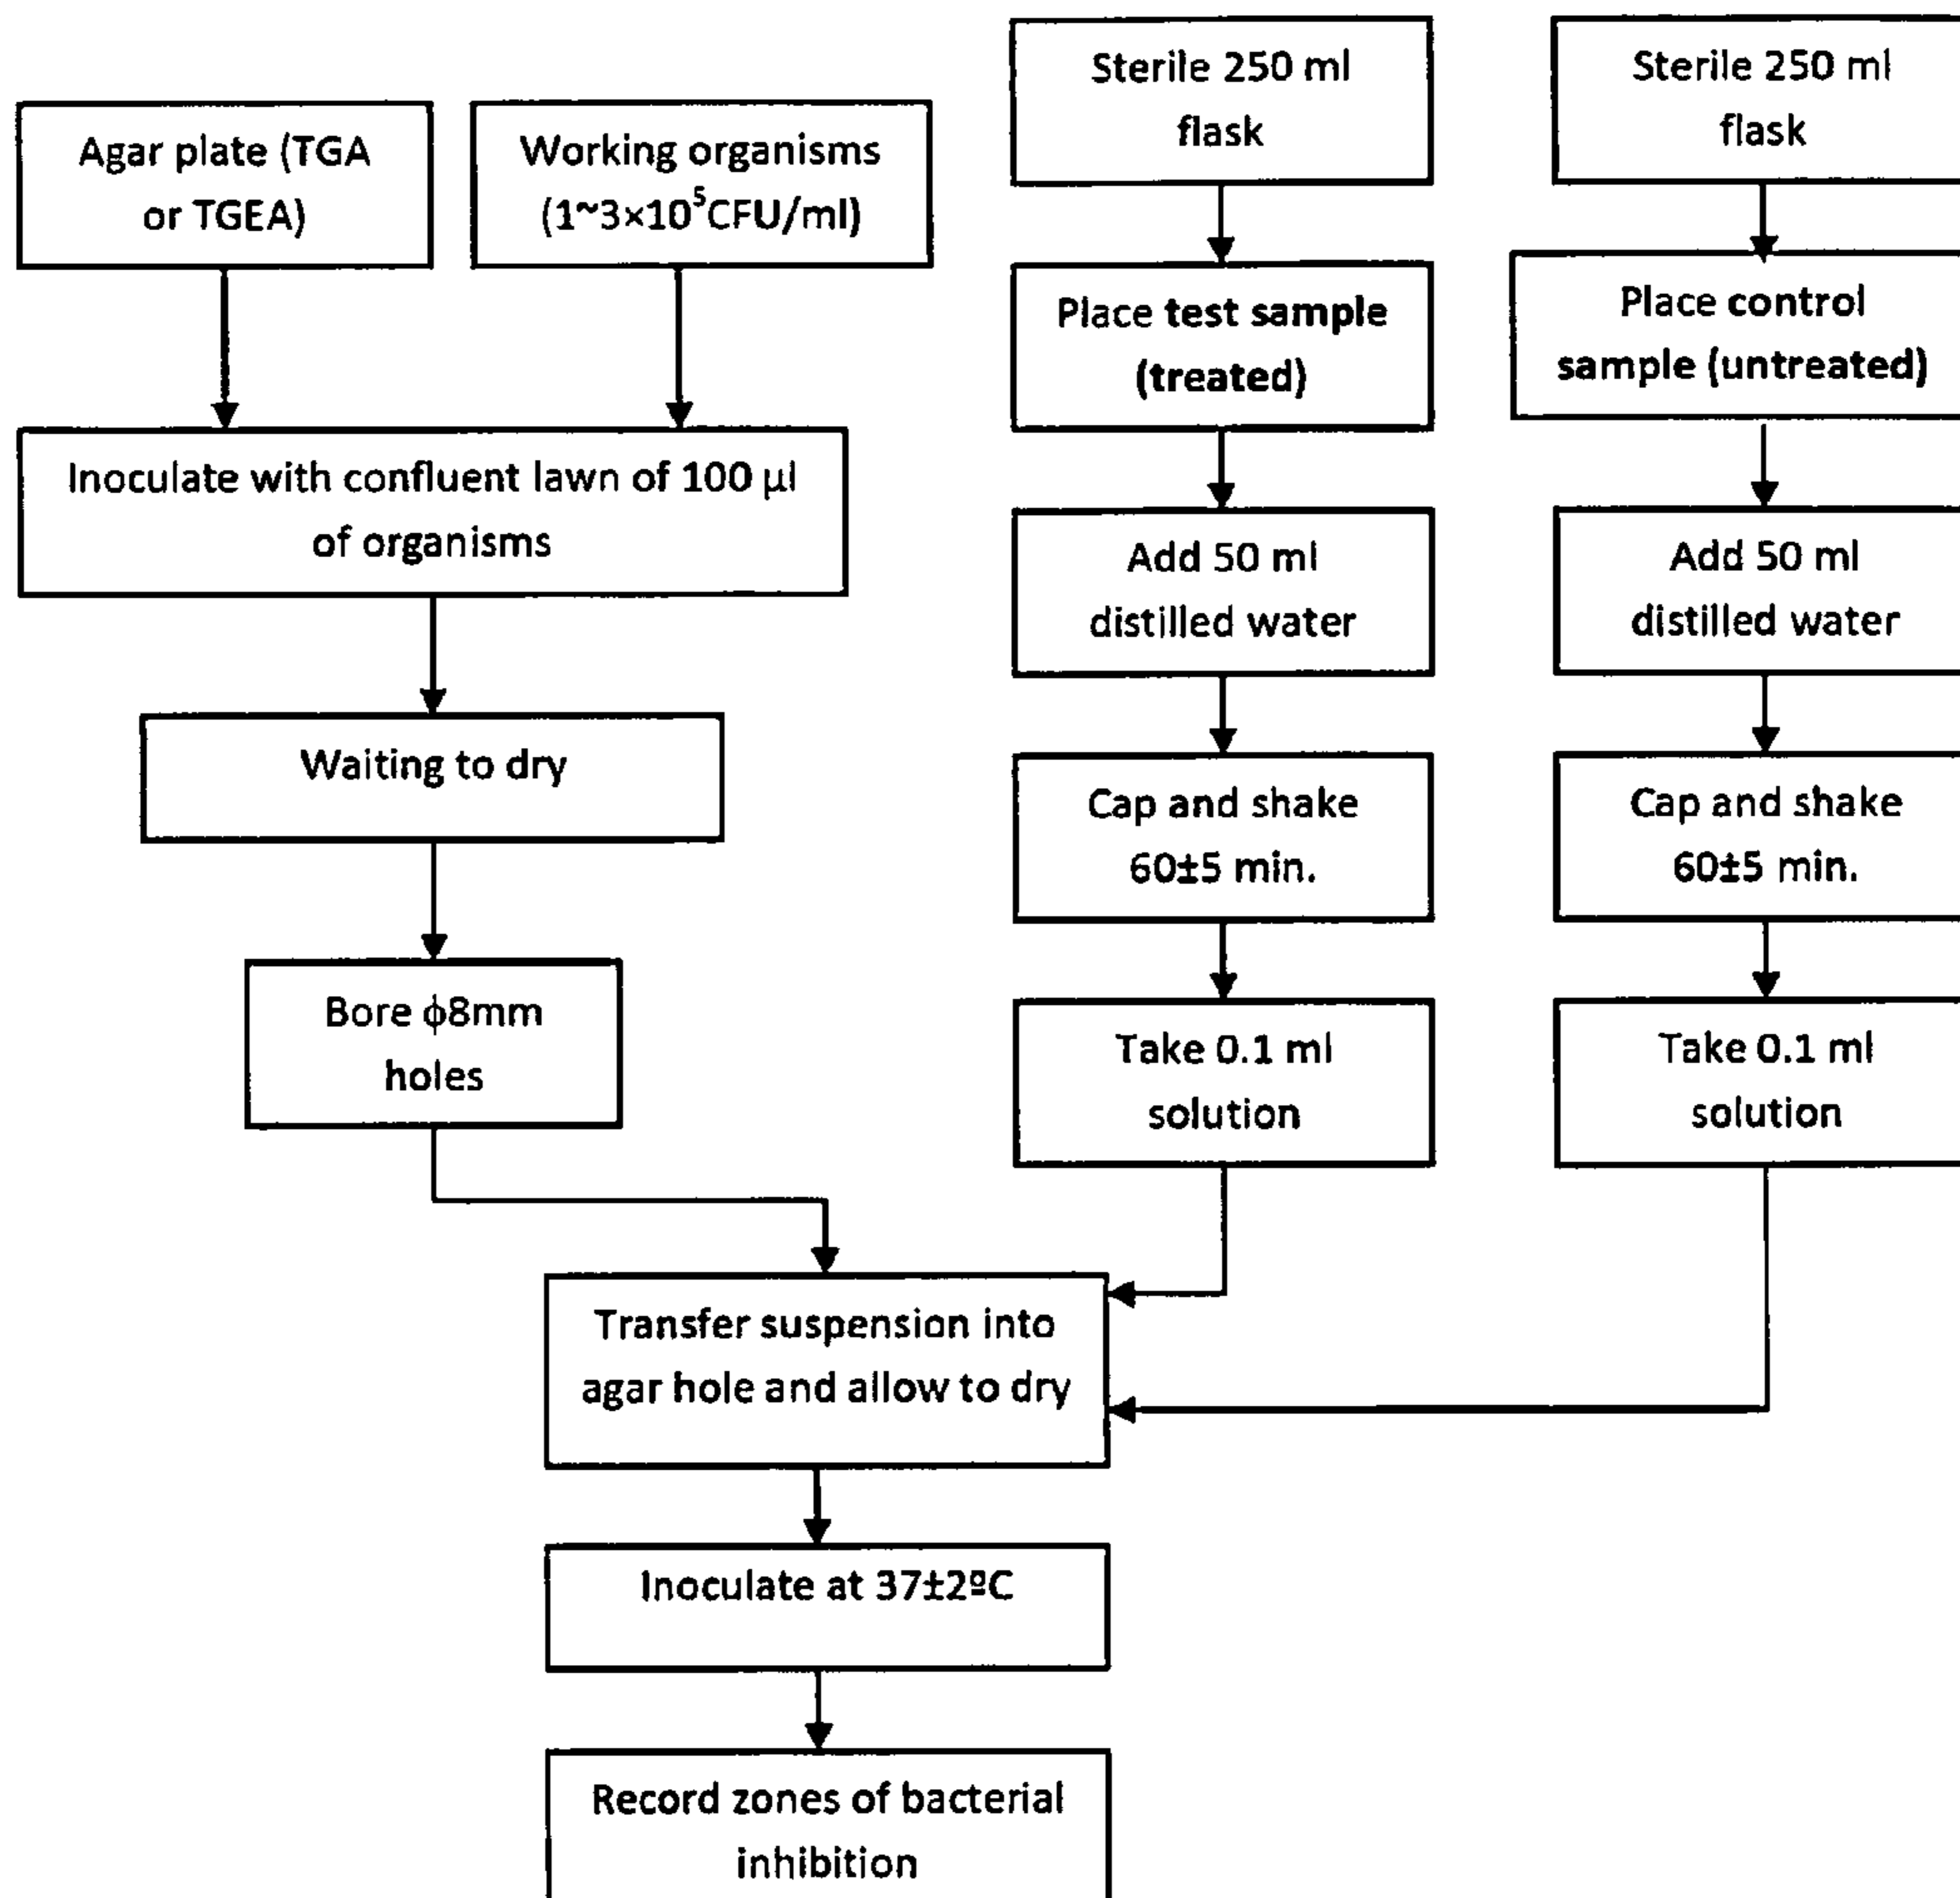 Agar plate (TGA
or TGEA)
Working organisms
(1~3×10⁵CFU/ml)
Inoculate with confluent lawn of 100 µl
of organisms
Waiting to dry
Bore ϕ8mm
holes
Sterile 250 ml
flask
Place test sample
(treated)
Add 50 ml
distilled water
Cap and shake
60±5 min.
Take 0.1 ml
solution
Sterile 250 ml
flask
Place control
sample (untreated)
Add 50 ml
distilled water
Cap and shake
60±5 min.
Take 0.1 ml
solution
Transfer suspension into
agar hole and allow to dry
Inoculate at 37±2ºC
Record zones of bacterial
inhibition